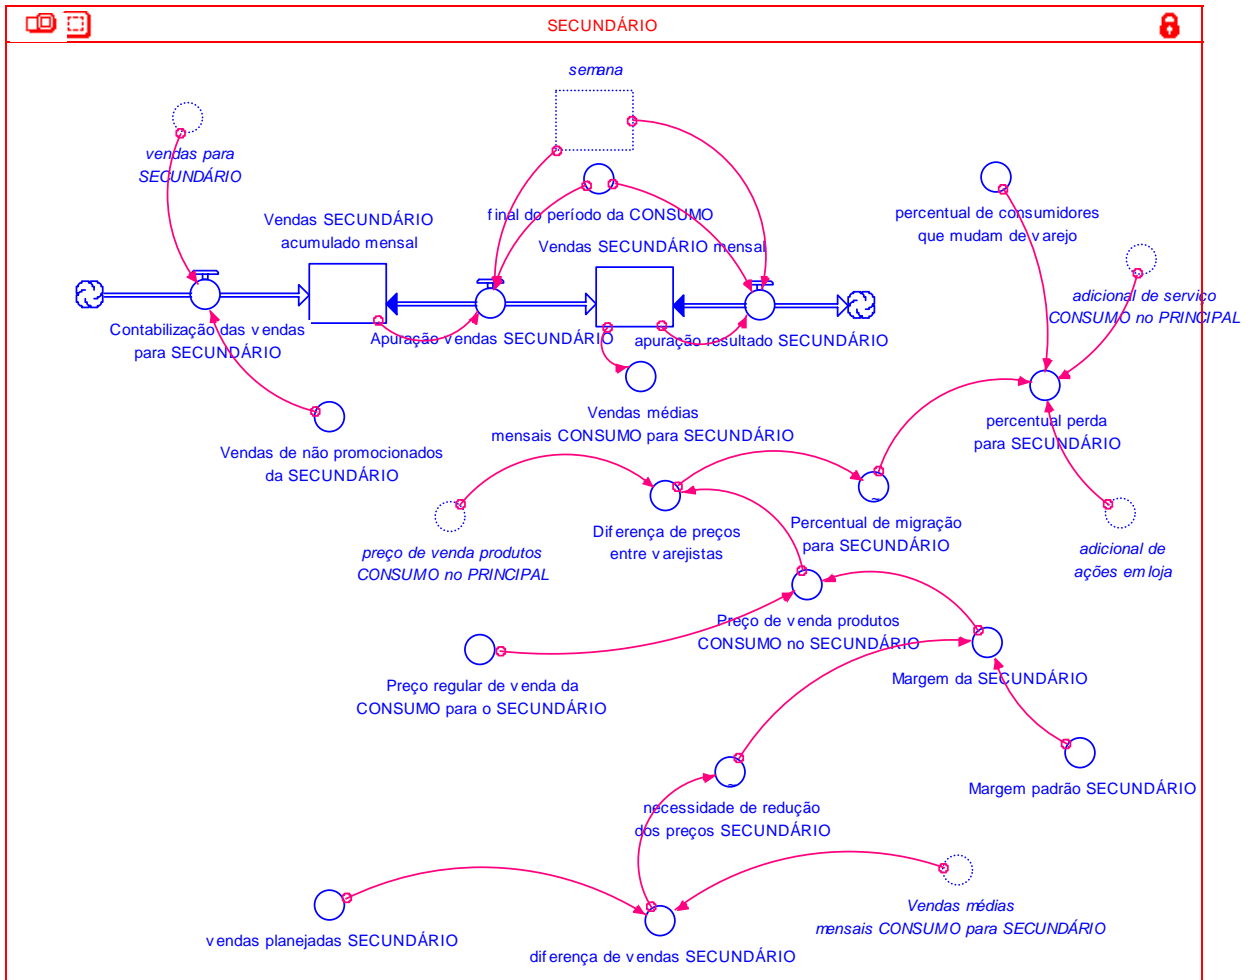 SECUNDÁRIO
semana
vendas para
SECUNDÁRIO
Vendas SECUNDÁRIO
acumulado mensal
final do período da CONSUMO
Vendas SECUNDÁRIO mensal
percentual de consumidores
que mudam de varejo
adicional de serviço
CONSUMO no PRINCIPAL
Contabilização das vendas
para SECUNDÁRIO
Apuração vendas SECUNDÁRIO
apuração resultado SECUNDÁRIO
Vendas médias
mensais CONSUMO para SECUNDÁRIO
percentual perda
para SECUNDÁRIO
Vendas de não promocionados
da SECUNDÁRIO
preço de venda produtos
CONSUMO no PRINCIPAL
Diferença de preços
entre varejistas
Percentual de migração
para SECUNDÁRIO
adicional de
ações em loja
Preço de venda produtos
CONSUMO no SECUNDÁRIO
Preço regular de venda da
CONSUMO para o SECUNDÁRIO
Margem da SECUNDÁRIO
Margem padrão SECUNDÁRIO
necessidade de redução
dos preços SECUNDÁRIO
vendas planejadas SECUNDÁRIO
diferença de vendas SECUNDÁRIO
Vendas médias
mensais CONSUMO para SECUNDÁRIO